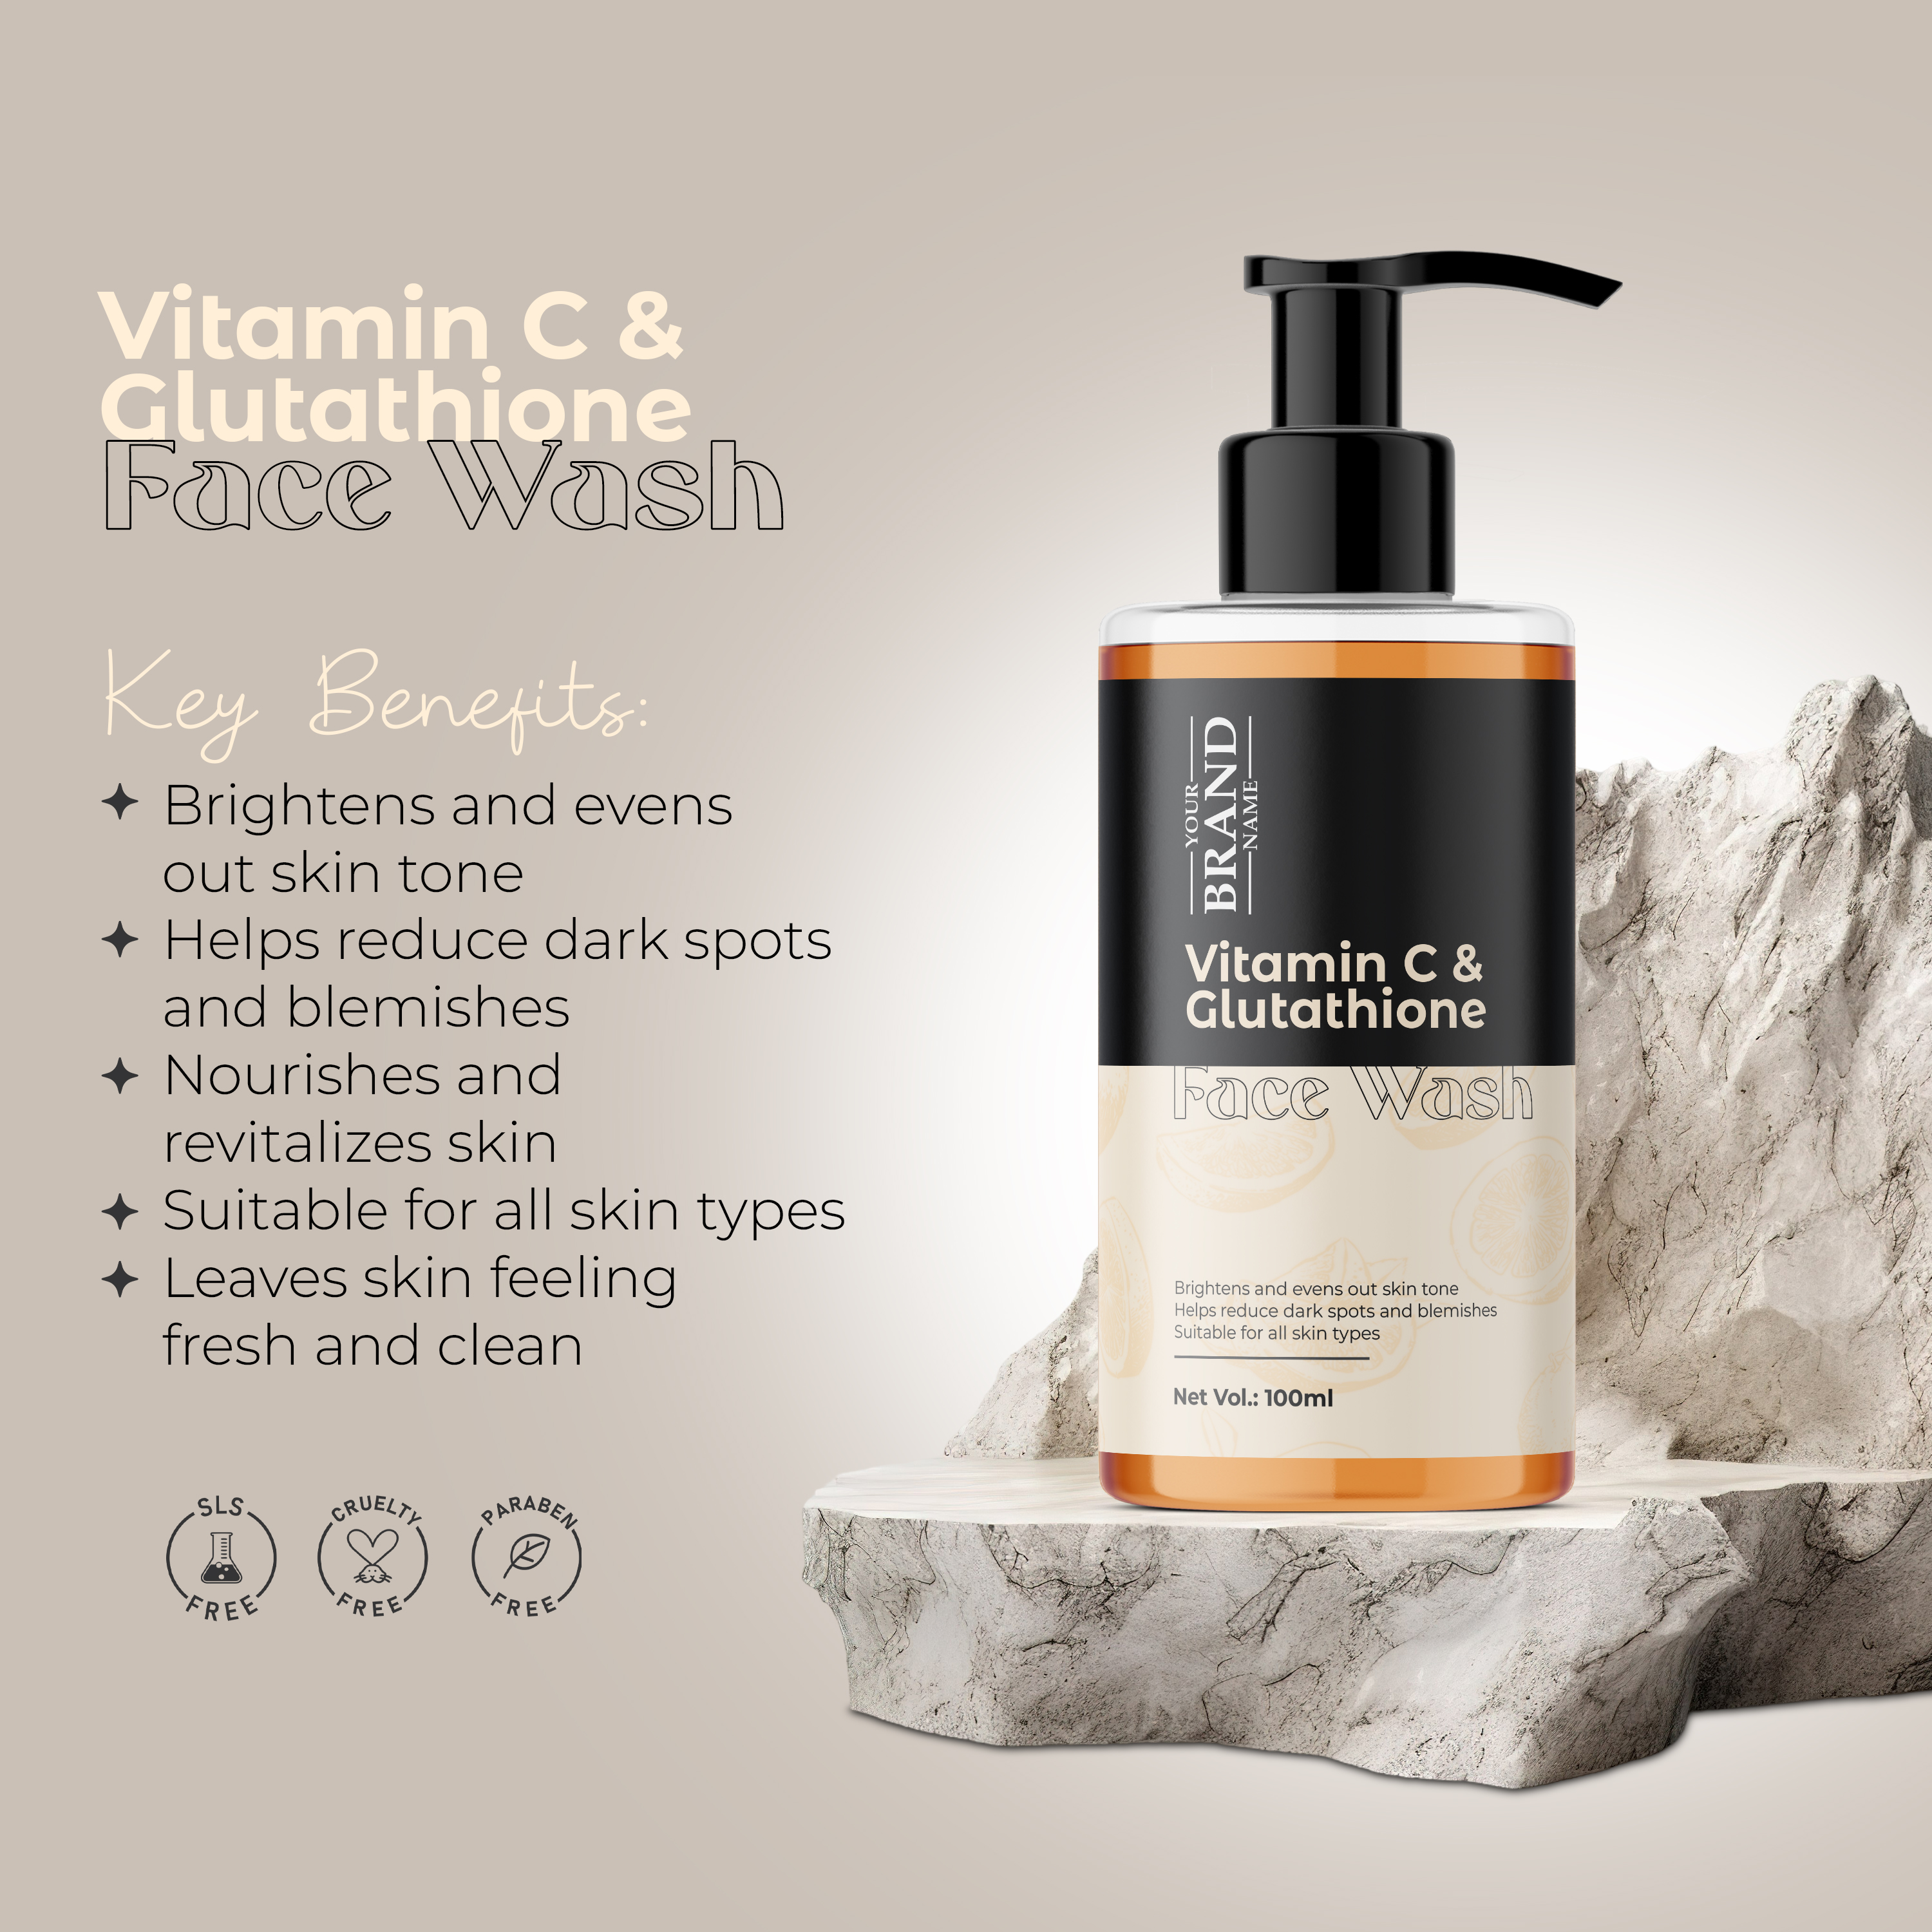 Vitamin C &
Glutathione
Face Wash
Key Benefits:
Brightens and evens
out skin tone
Helps reduce dark spots
and blemishes
Nourishes and
revitalizes skin
Suitable for all skin types
Leaves skin feeling
fresh and clean
SLS
FREE
CRUELTY
FREE
PARABEN
FREE
YOUR
BRAND
NAME
Vitamin C &
Glutathione
Face Wash
Brightens and evens out skin tone
Helps reduce dark spots and blemishes
Suitable for all skin types
Net Vol.: 100ml